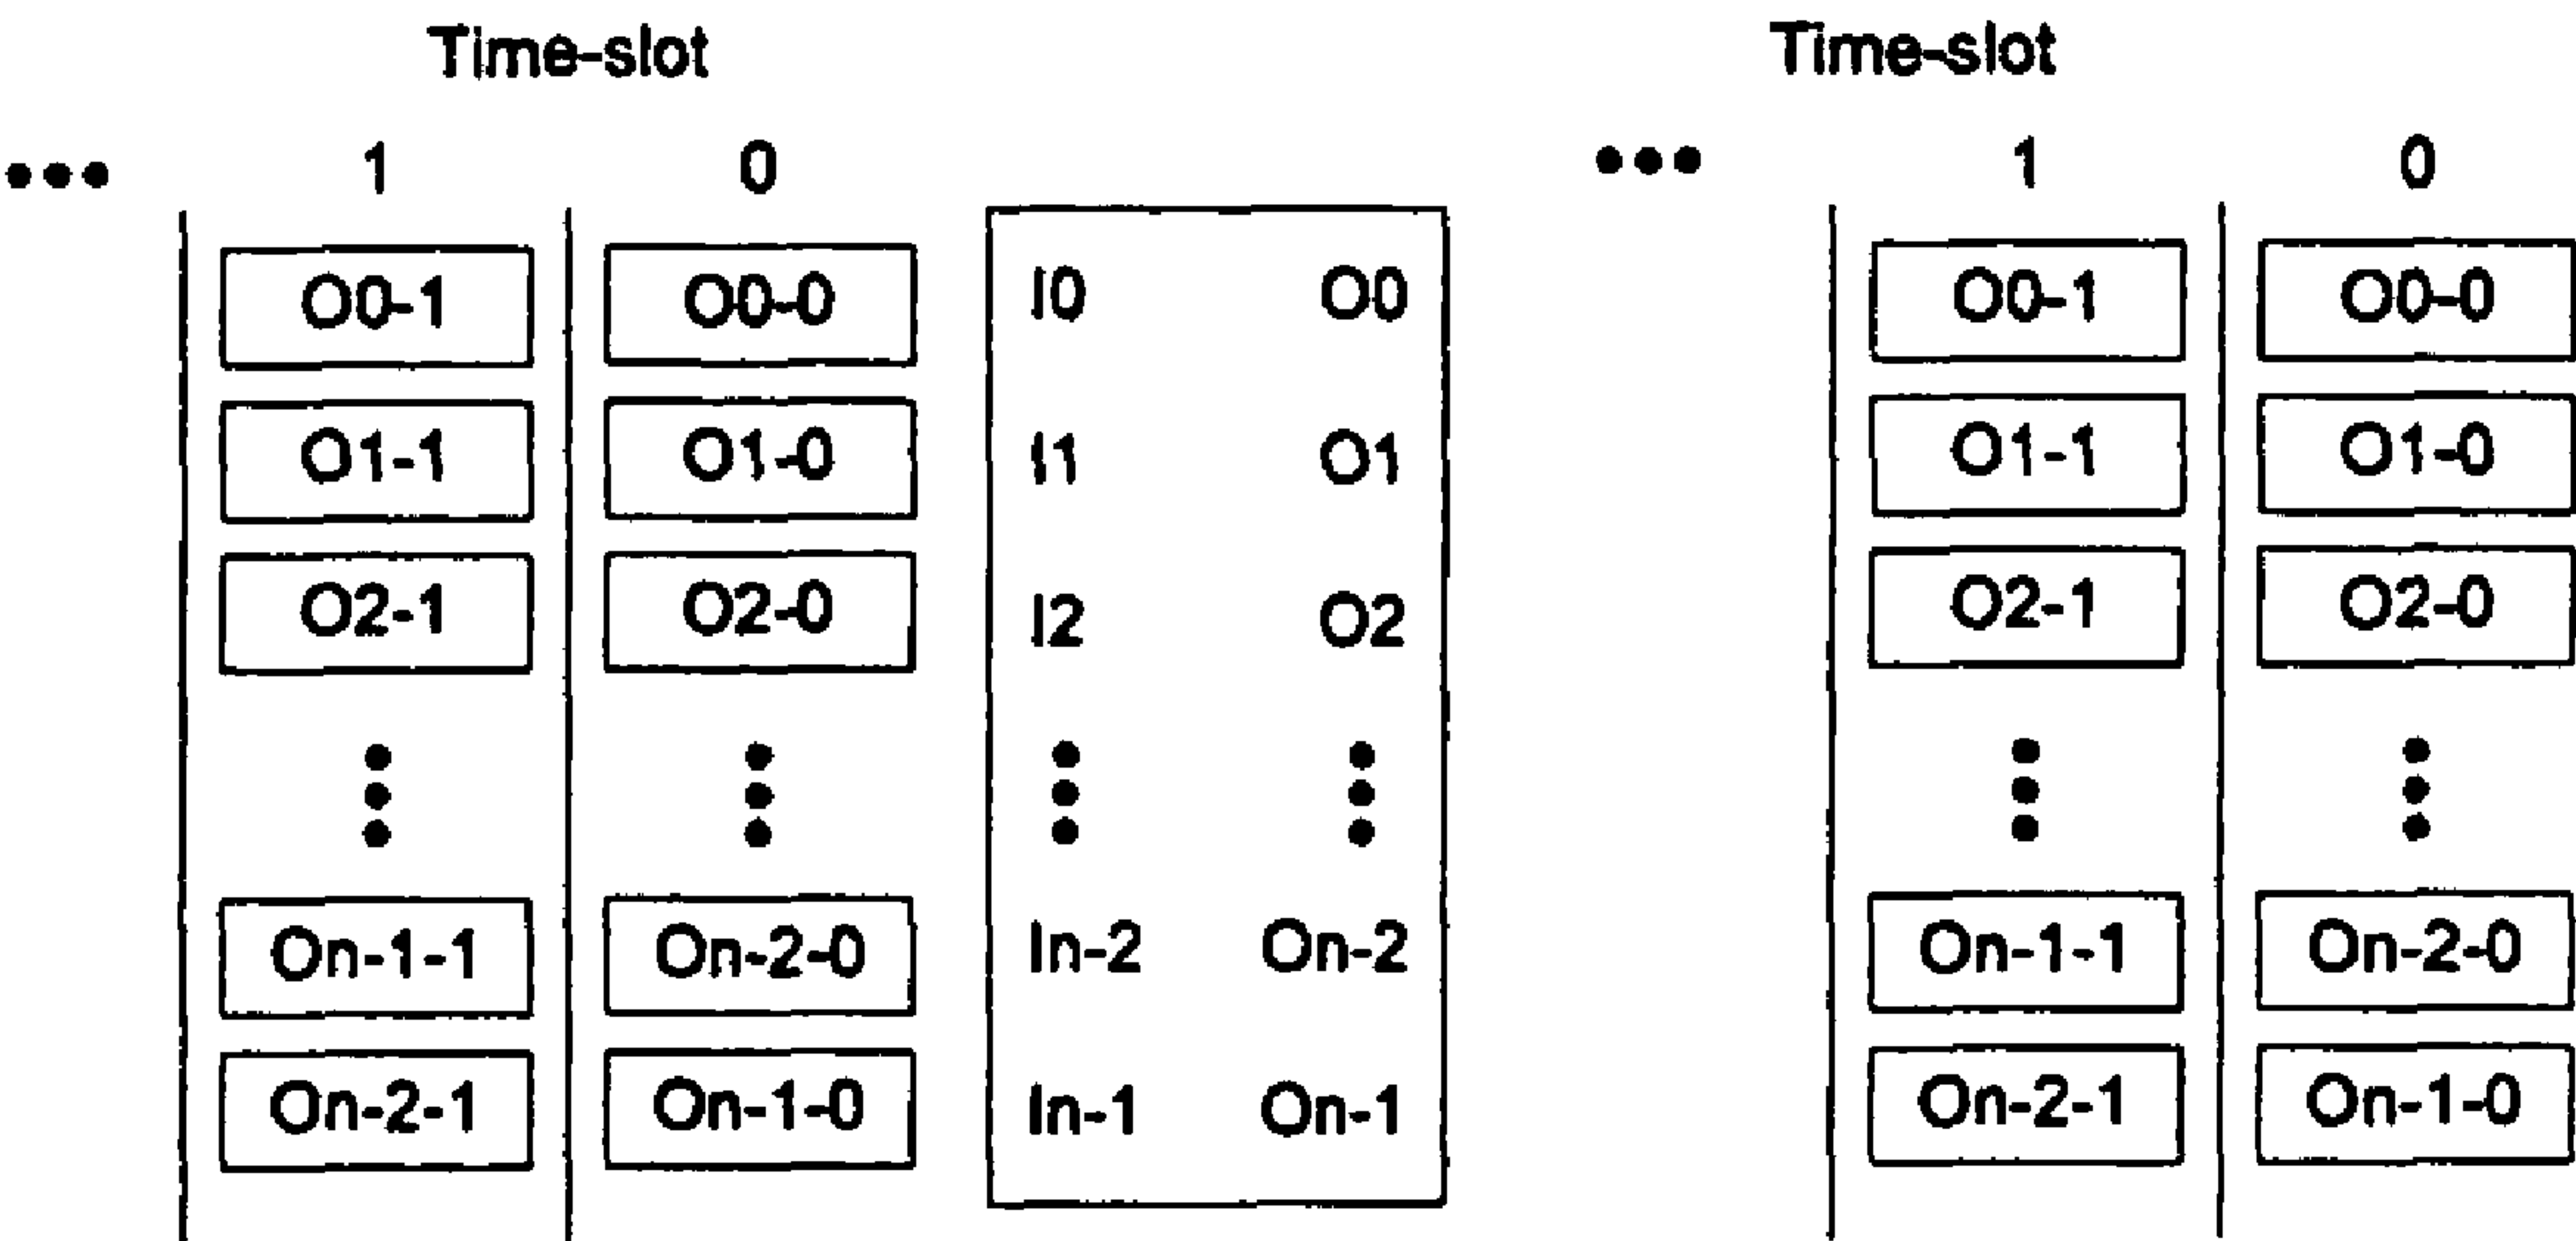 Time-slot Time-slot
••• 1 0 ••• 1 0
O0-1 O0-0 I0 O0 O0-1 O0-0
O1-1 O1-0 I1 O1 O1-1 O1-0
O2-1 O2-0 I2 O2 O2-1 O2-0
On-1-1 On-2-0 In-2 On-2 On-1-1 On-2-0
On-2-1 On-1-0 In-1 On-1 On-2-1 On-1-0